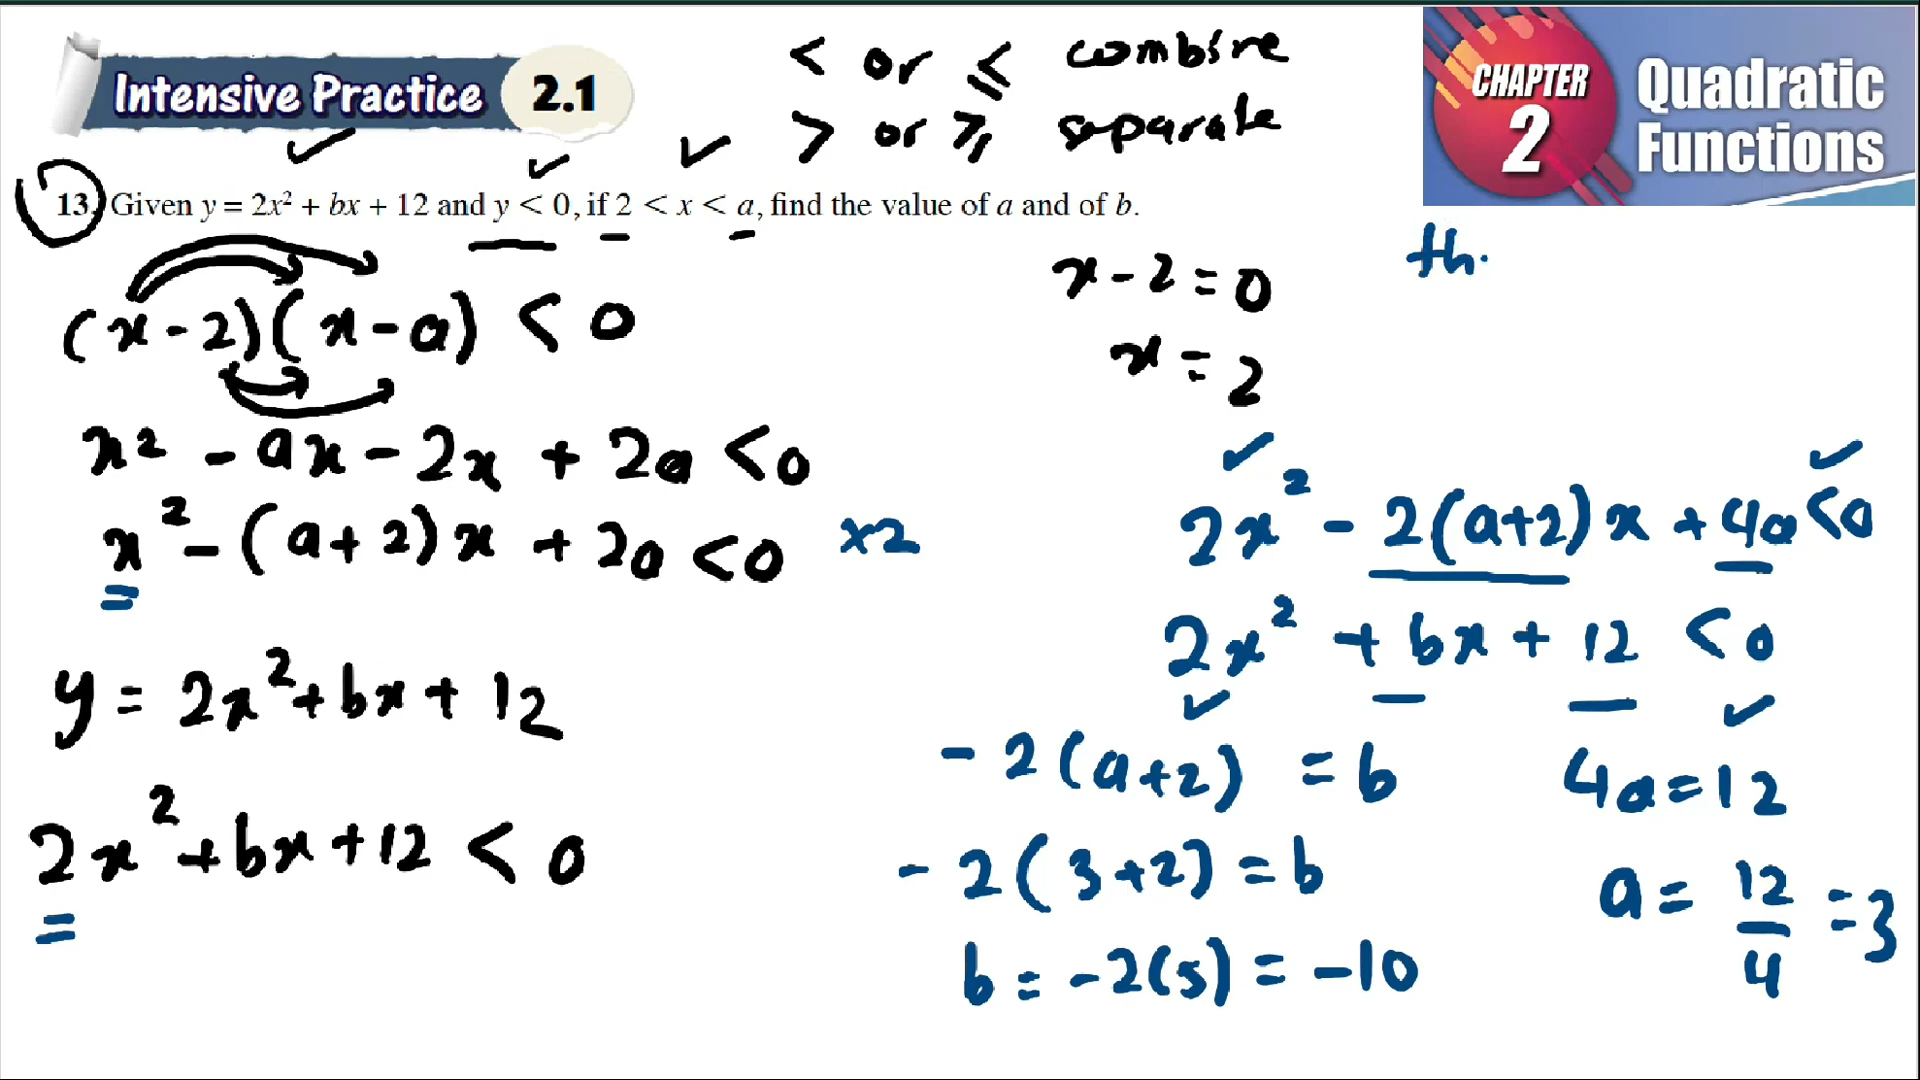 Intensive Practice 2.1
< or ≤ combine
> or ≥ separate
CHAPTER 2
Quadratic Functions
13. Given y = 2x² + bx + 12 and y < 0, if 2 < x < a, find the value of a and of b.
(x - 2)(x - a) < 0
x² - ax - 2x + 2a < 0
x² - (a+2)x + 2a < 0 ×2
y = 2x² + bx + 12
2x² + bx + 12 < 0
x - 2 = 0
x = 2
th.
2x² - 2(a+2)x + 4a < 0
2x² + bx + 12 < 0
-2(a+2) = b
-2(3+2) = b
b = -2(5) = -10
4a = 12
a = 12/4 = 3